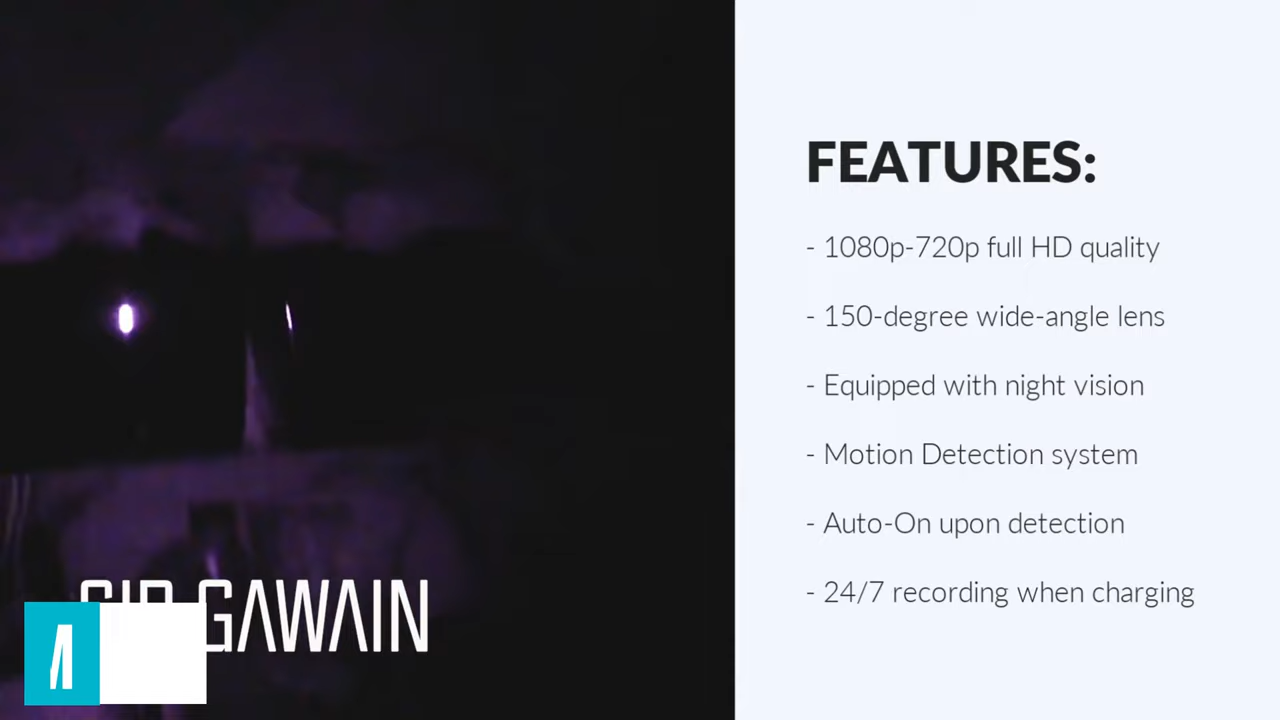 GAWAIN
FEATURES:
- 1080p-720p full HD quality
- 150-degree wide-angle lens
- Equipped with night vision
- Motion Detection system
- Auto-On upon detection
- 24/7 recording when charging